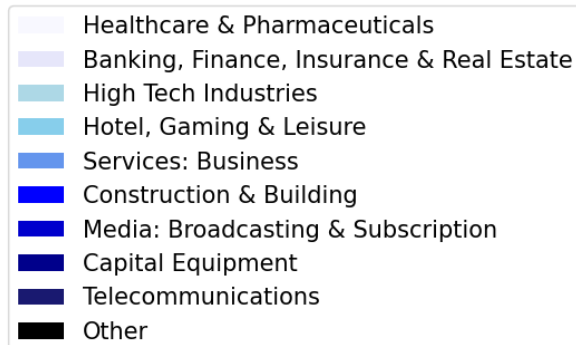 Healthcare & Pharmaceuticals
Banking, Finance, Insurance & Real Estate
High Tech Industries
Hotel, Gaming & Leisure
Services: Business
Construction & Building
Media: Broadcasting & Subscription
Capital Equipment
Telecommunications
Other